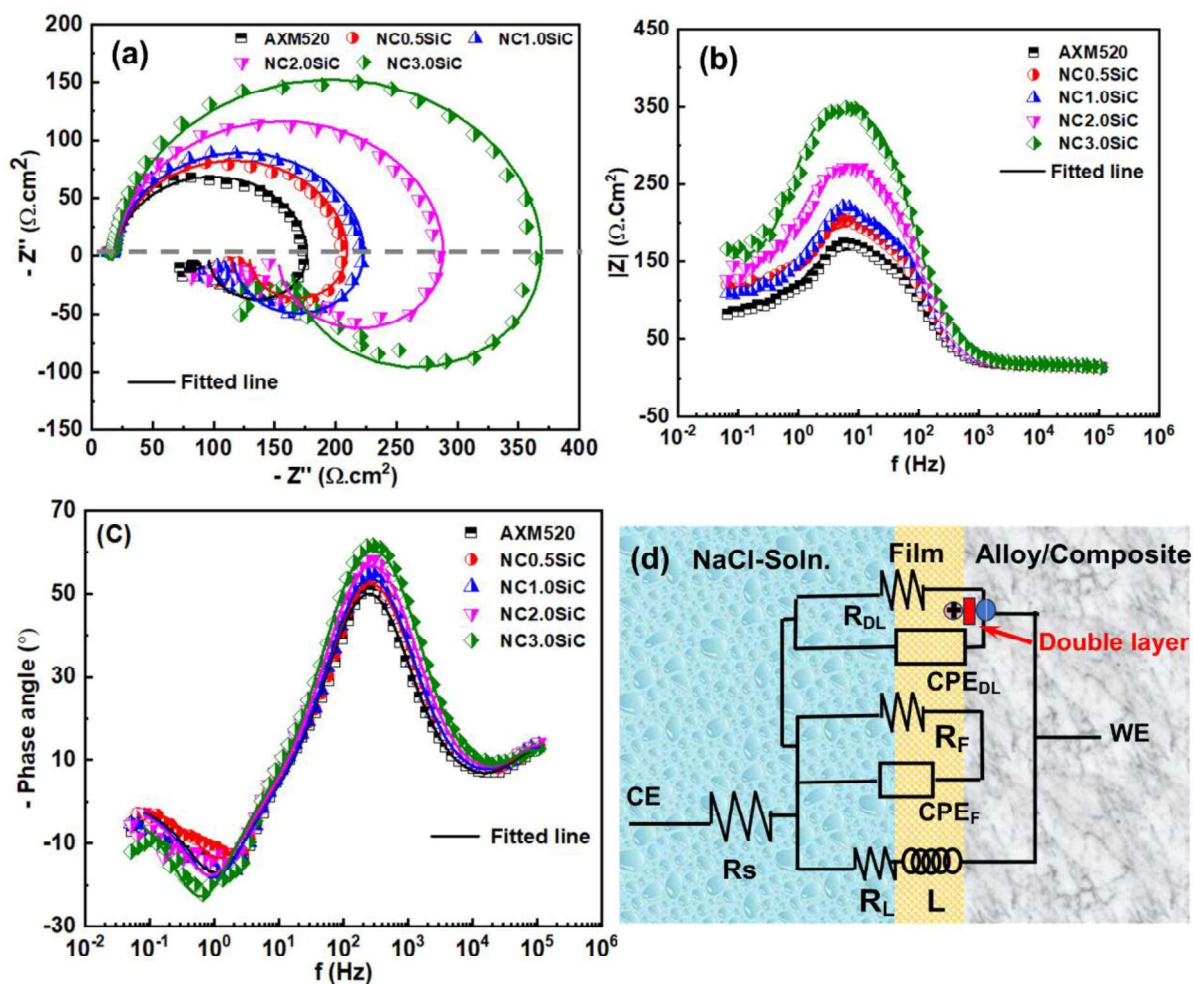 (a)
AXM520 NC0.5SiC NC1.0SiC
NC2.0SiC NC3.0SiC
200
150
100
50
0
-50
-100
-150
- Z'' (Ω.cm²)
Fitted line
0 50 100 150 200 250 300 350 400
- Z'' (Ω.cm²)
(b)
AXM520
NC0.5SiC
NC1.0SiC
NC2.0SiC
NC3.0SiC
Fitted line
450
350
250
150
50
-50
|Z| (Ω.Cm²)
10⁻² 10⁻¹ 10⁰ 10¹ 10² 10³ 10⁴ 10⁵ 10⁶
f (Hz)
(C)
AXM520
NC0.5SiC
NC1.0SiC
NC2.0SiC
NC3.0SiC
Fitted line
70
50
30
10
-10
-30
- Phase angle (°)
10⁻² 10⁻¹ 10⁰ 10¹ 10² 10³ 10⁴ 10⁵ 10⁶
f (Hz)
(d)
NaCl-Soln.
Film
Alloy/Composite
R_DL
Double layer
CPE_DL
R_F
WE
CPE_F
CE
Rs
R_L
L